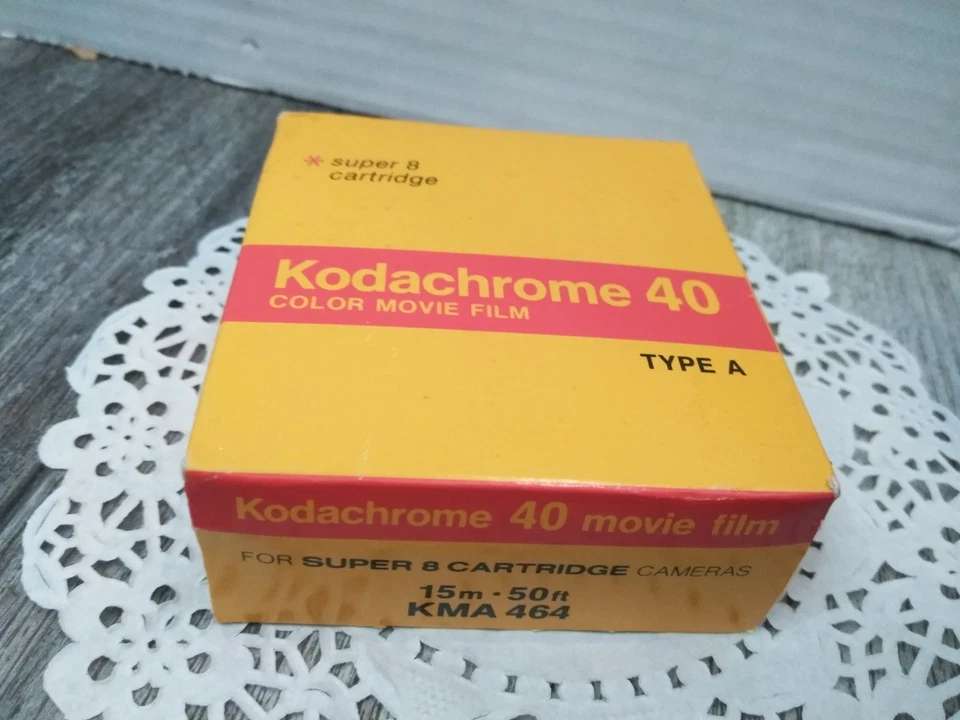 * super 8
cartridge
Kodachrome 40
COLOR MOVIE FILM
TYPE A
Kodachrome 40 movie film
FOR SUPER 8 CARTRIDGE CAMERAS
15m · 50ft
KMA 464